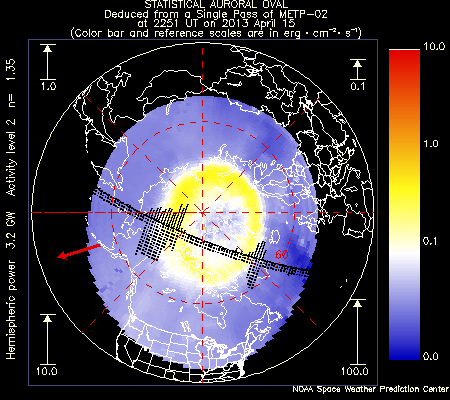 STATISTICAL AURORAL OVAL
Deduced from a Single Pass of METP-02
at 2251 UT on 2013 April 15
(Color bar and reference scales are in erg·cm⁻²·s⁻¹)
Hemispheric power 3.2 GW Activity level 2 n= 1.35
1.0
0.1
10.0
100.0
60
10.0
1.0
0.1
0.0
NOAA Space Weather Prediction Center